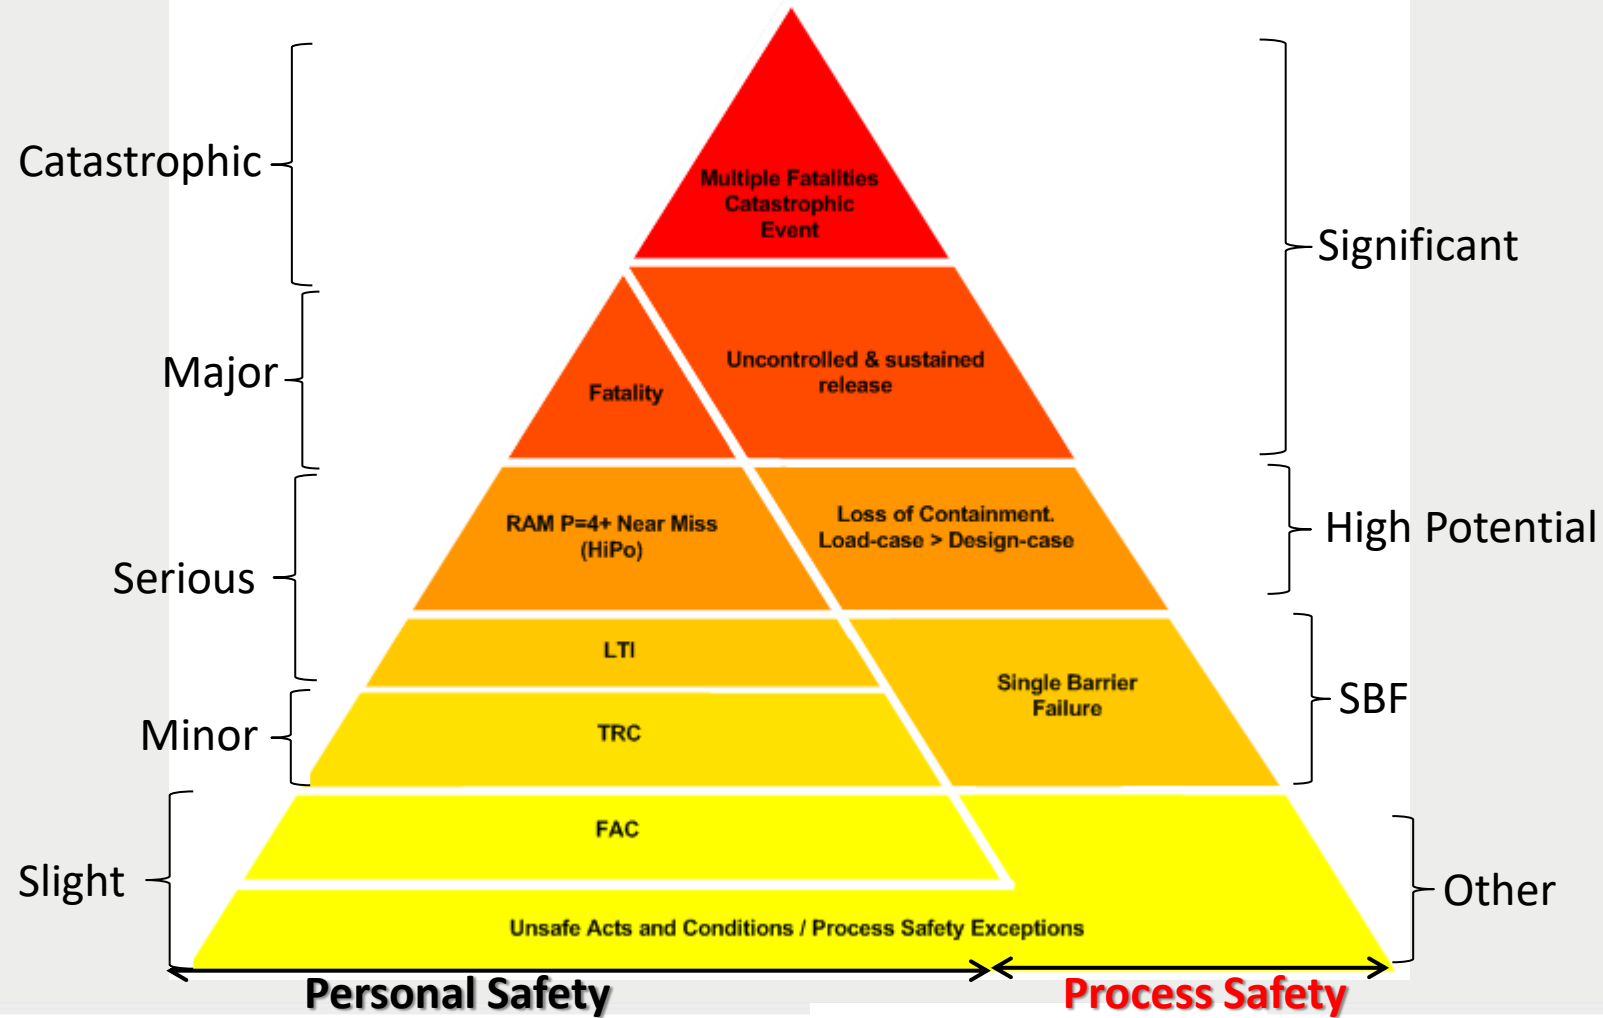 Catastrophic
Multiple Fatalities
Catastrophic
Event
Significant
Major
Fatality
Uncontrolled & sustained
release
Serious
RAM P=4+ Near Miss
(HiPo)
Loss of Containment.
Load-case > Design-case
High Potential
LTI
Single Barrier
Failure
SBF
Minor
TRC
Slight
FAC
Other
Unsafe Acts and Conditions / Process Safety Exceptions
Personal Safety
Process Safety